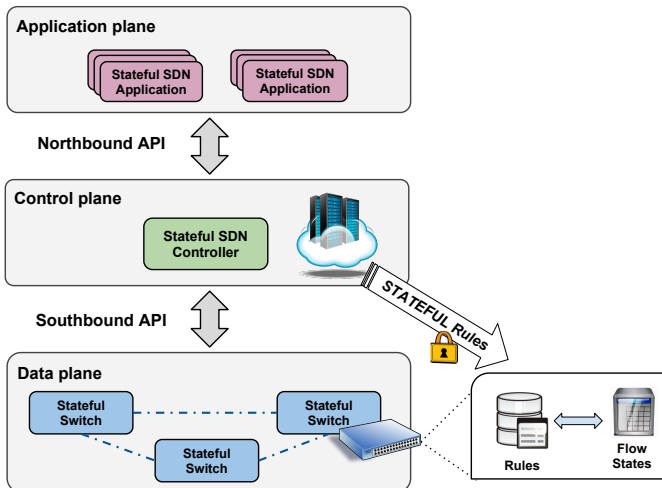 Application plane
Stateful SDN
Application
Stateful SDN
Application
Northbound API
Control plane
Stateful SDN
Controller
STATEFUL Rules
Southbound API
Data plane
Stateful
Switch
Stateful
Switch
Stateful
Switch
Rules
Flow
States